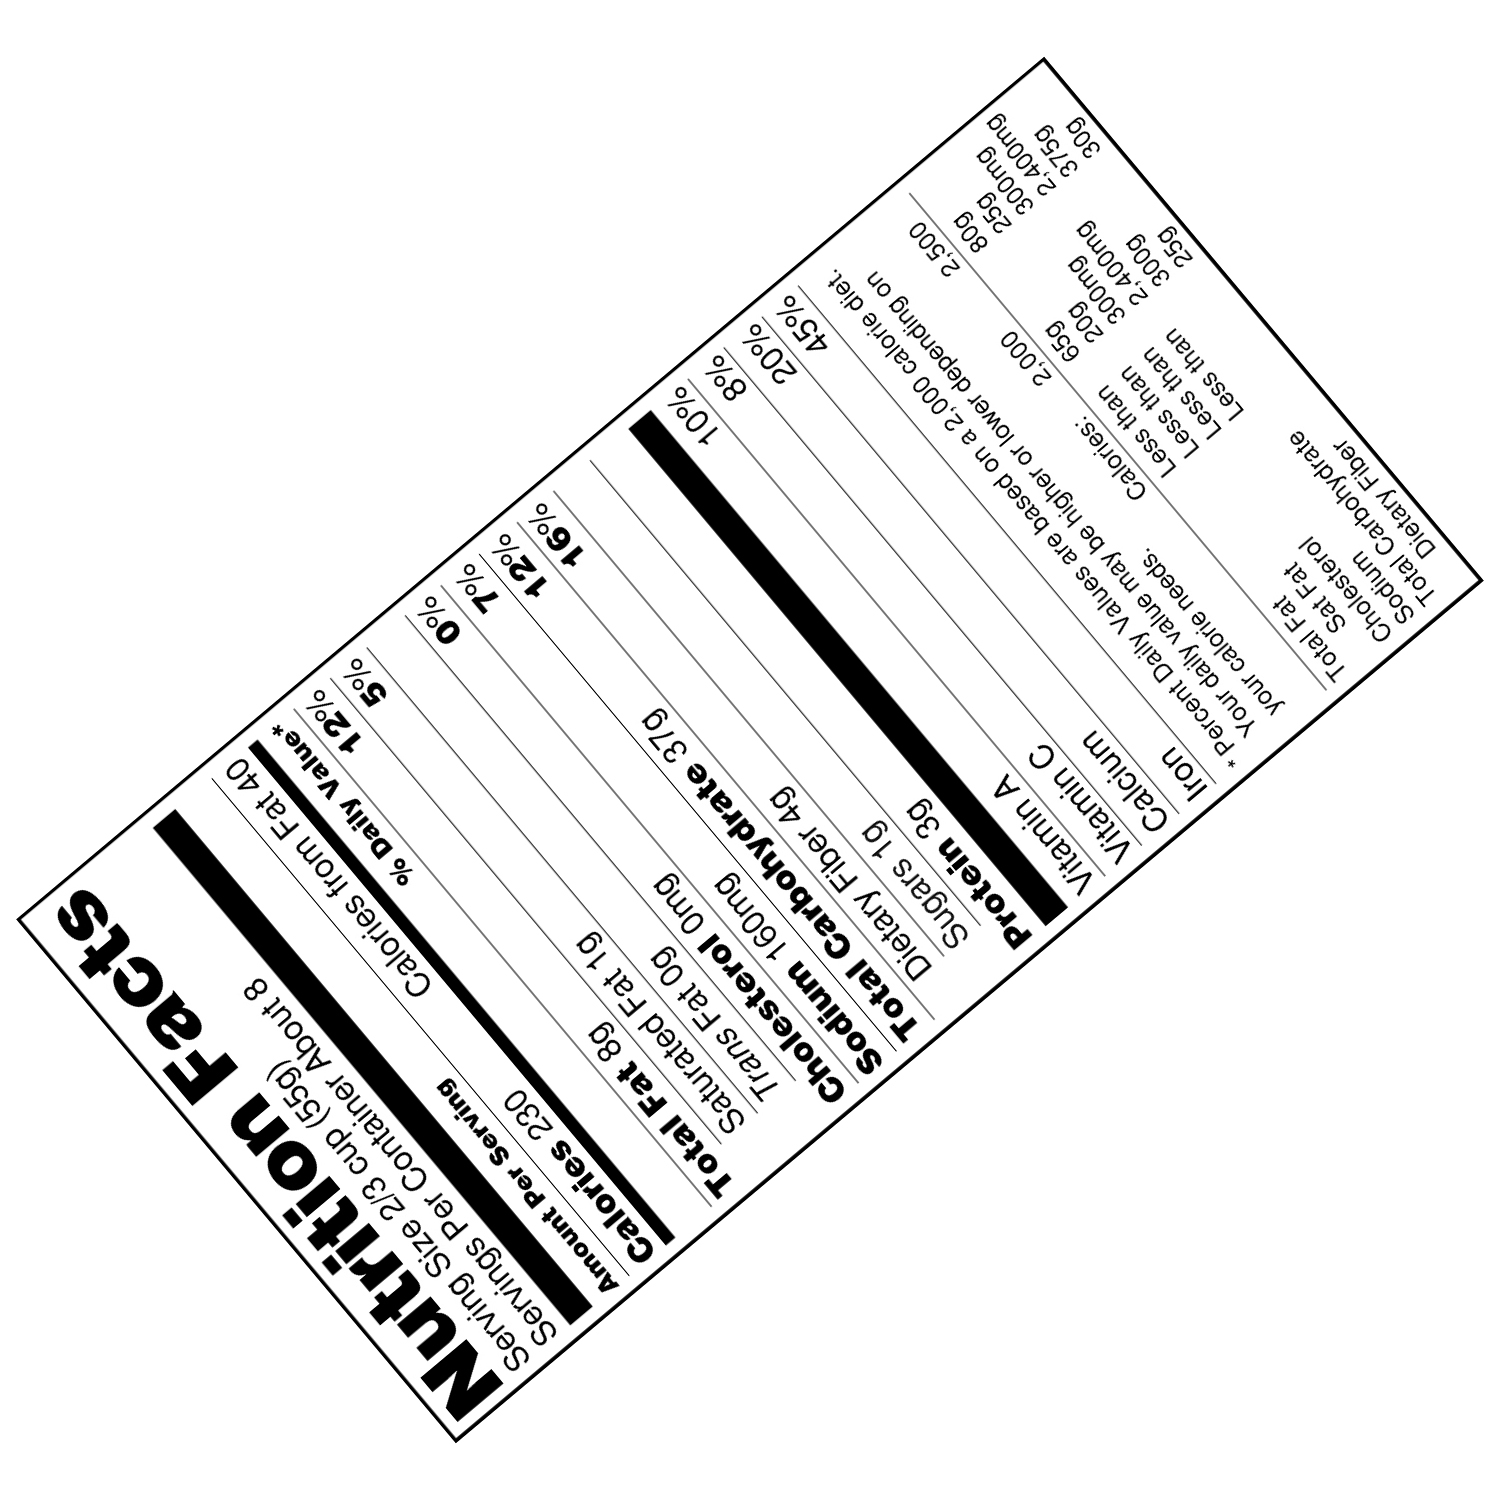 Nutrition Facts
Serving Size 2/3 cup (55g)
Servings Per Container About 8
Amount Per Serving
Calories 230 Calories from Fat 40
% Daily Value*
Total Fat 8g 12%
Saturated Fat 1g 5%
Trans Fat 0g
Cholesterol 0mg 0%
Sodium 160mg 7%
Total Carbohydrate 37g 12%
Dietary Fiber 4g 16%
Sugars 1g
Protein 3g
Vitamin A 10%
Vitamin C 8%
Calcium 20%
Iron 45%
* Percent Daily Values are based on a 2,000 calorie diet.
Your daily value may be higher or lower depending on
your calorie needs.
Calories: 2,000 2,500
Total Fat Less than 65g 80g
Sat Fat Less than 20g 25g
Cholesterol Less than 300mg 300mg
Sodium Less than 2,400mg 2,400mg
Total Carbohydrate 300g 375g
Dietary Fiber 25g 30g